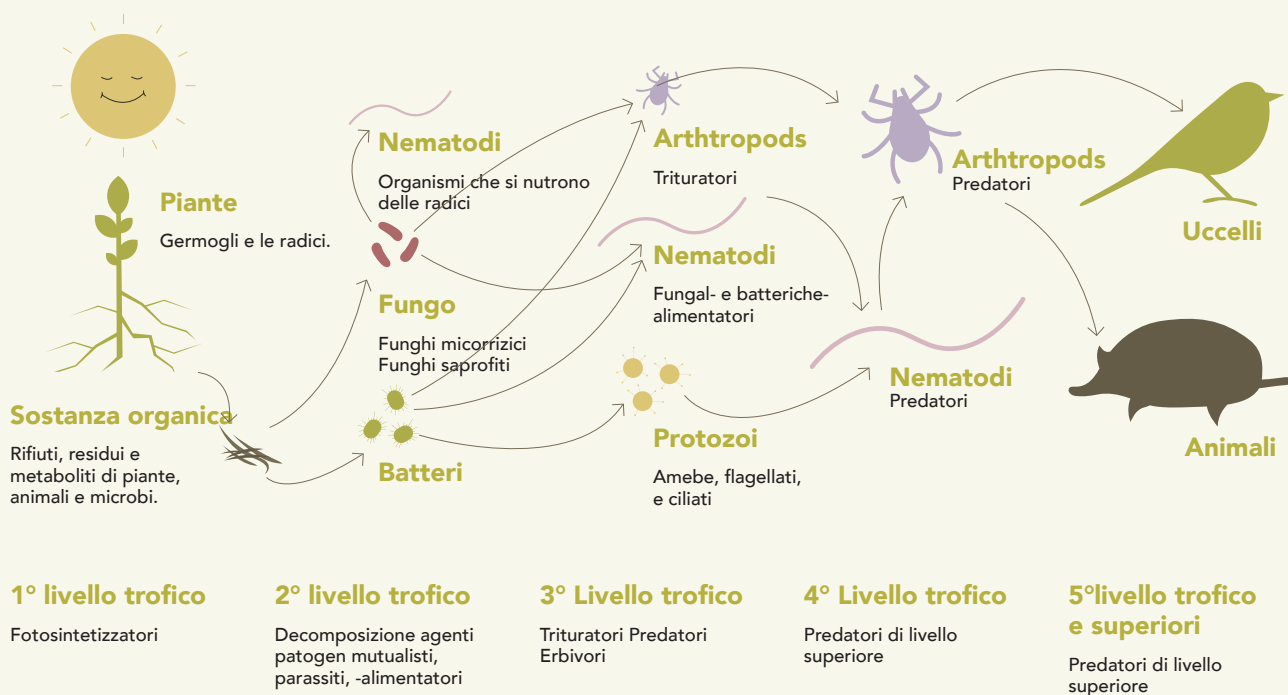 Piante
Germogli e le radici.
Sostanza organica
Rifiuti, residui e
metaboliti di piante,
animali e microbi.
Nematodi
Organismi che si nutrono
delle radici
Fungo
Funghi micorrizici
Funghi saprofiti
Batteri
Arthtropods
Trituratori
Nematodi
Fungal- e batteriche-
alimentatori
Protozoi
Amebe, flagellati,
e ciliati
Arthtropods
Predatori
Nematodi
Predatori
Uccelli
Animali
1° livello trofico
Fotosintetizzatori
2° livello trofico
Decomposizione agenti
patogen mutualisti,
parassiti, -alimentatori
3° Livello trofico
Trituratori Predatori
Erbivori
4° Livello trofico
Predatori di livello
superiore
5°livello trofico
e superiori
Predatori di livello
superiore